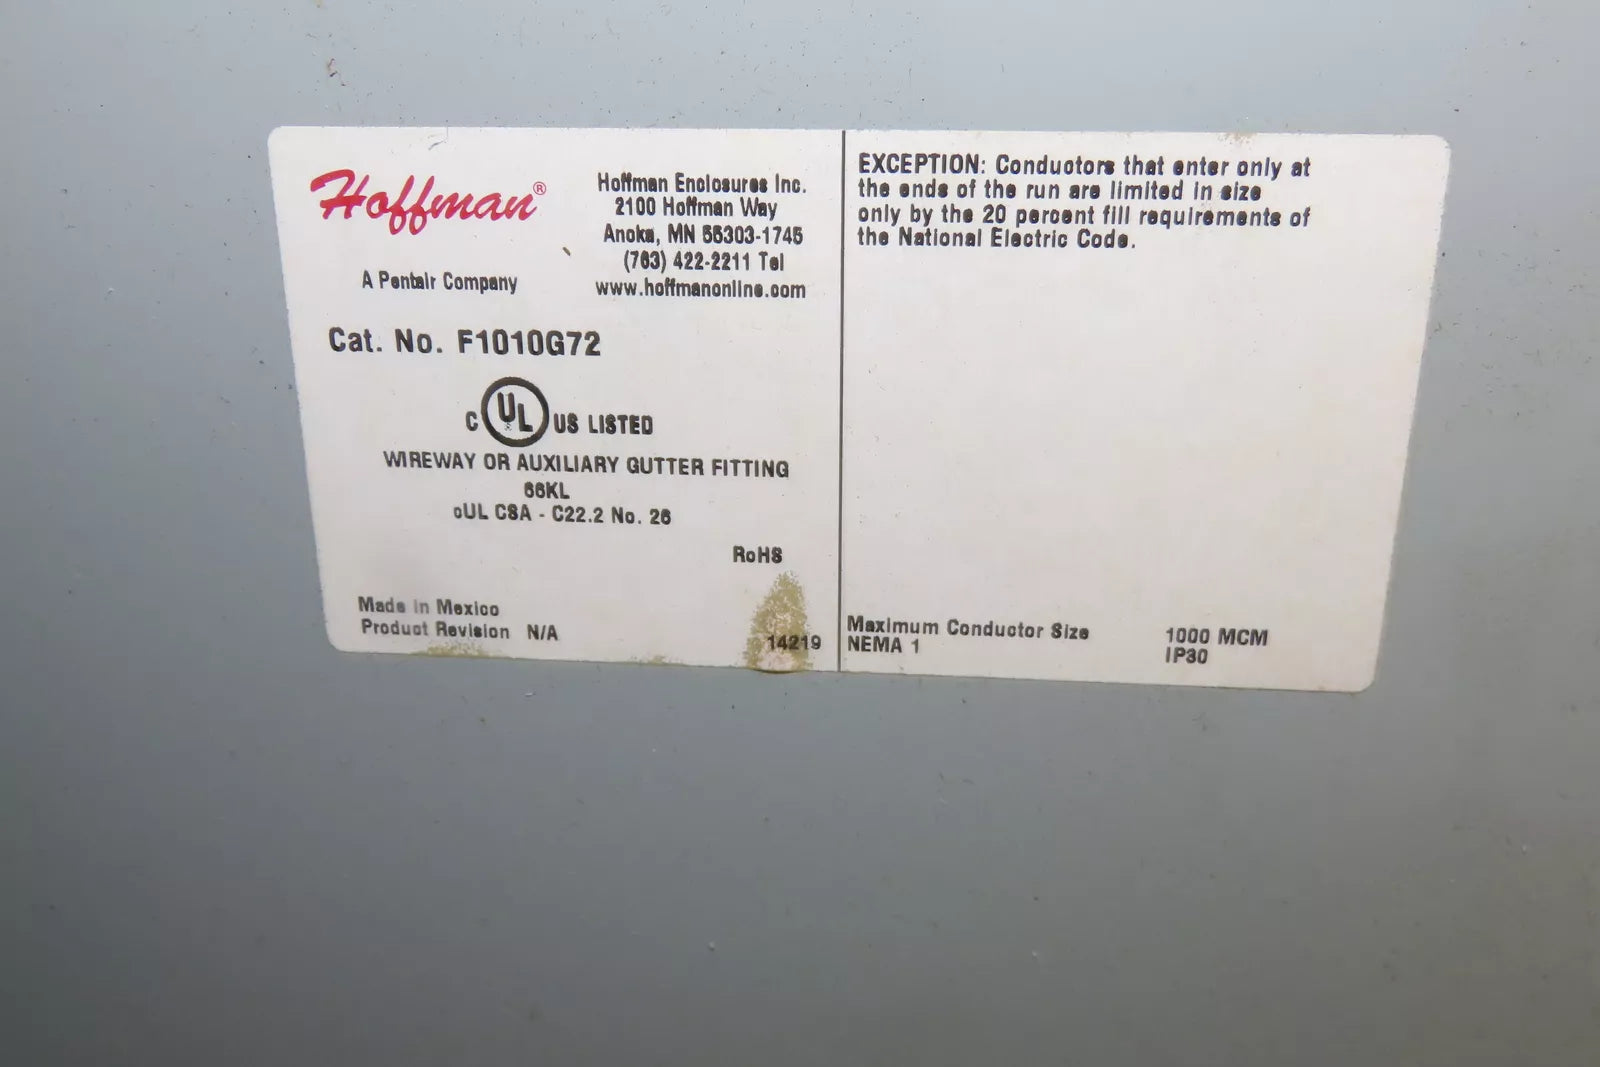 Hoffman®
A Pentair Company
Hoffman Enclosures Inc.
2100 Hoffman Way
Anoka, MN 55303-1745
(763) 422-2211 Tel
www.hoffmanonline.com
Cat. No. F1010G72
C UL US LISTED
WIREWAY OR AUXILIARY GUTTER FITTING
66KL
cUL CSA - C22.2 No. 26
RoHS
Made in Mexico
Product Revision N/A
14219
EXCEPTION: Conductors that enter only at
the ends of the run are limited in size
only by the 20 percent fill requirements of
the National Electric Code.
Maximum Conductor Size 1000 MCM
NEMA 1 IP30